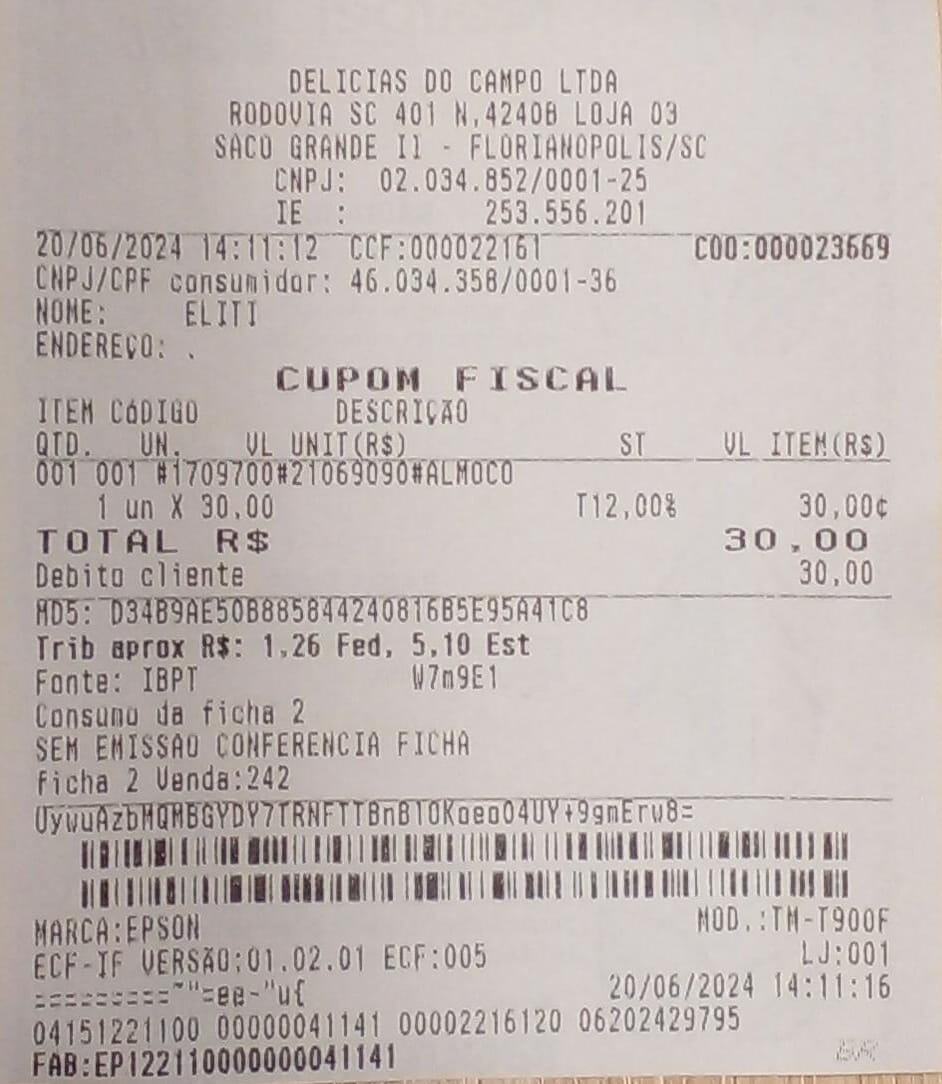 DELICIAS DO CAMPO LTDA
RODOVIA SC 401 N,4240B LOJA 03
SACO GRANDE II - FLORIANOPOLIS/SC
CNPJ: 02.034.852/0001-25
IE : 253.556.201
20/06/2024 14:11:12 CCF:000022161 COO:000023669
CNPJ/CPF consumidor: 46.034.358/0001-36
NOME: ELITI
ENDEREÇO: .
CUPOM FISCAL
ITEM CÓDIGO DESCRIÇÃO
QTD. UN. VL UNIT(R$) ST VL ITEM(R$)
001 001 #1709700#21069090#ALMOCO
1 un X 30,00 T12,00% 30,00¢
TOTAL R$ 30,00
Debito cliente 30,00
MD5: D34B9AE50B885844240816B5E95A41C8
Trib aprox R$: 1,26 Fed, 5,10 Est
Fonte: IBPT W7m9E1
Consumo da ficha 2
SEM EMISSAO CONFERENCIA FICHA
ficha 2 Venda:242
MARCA:EPSON MOD.:TM-T900F
ECF-IF VERSÃO:01.02.01 ECF:005 LJ:001
=========~"=ee-"u{ 20/06/2024 14:11:16
04151221100 00000041141 00002216120 06202429795
FAB:EP122110000000041141